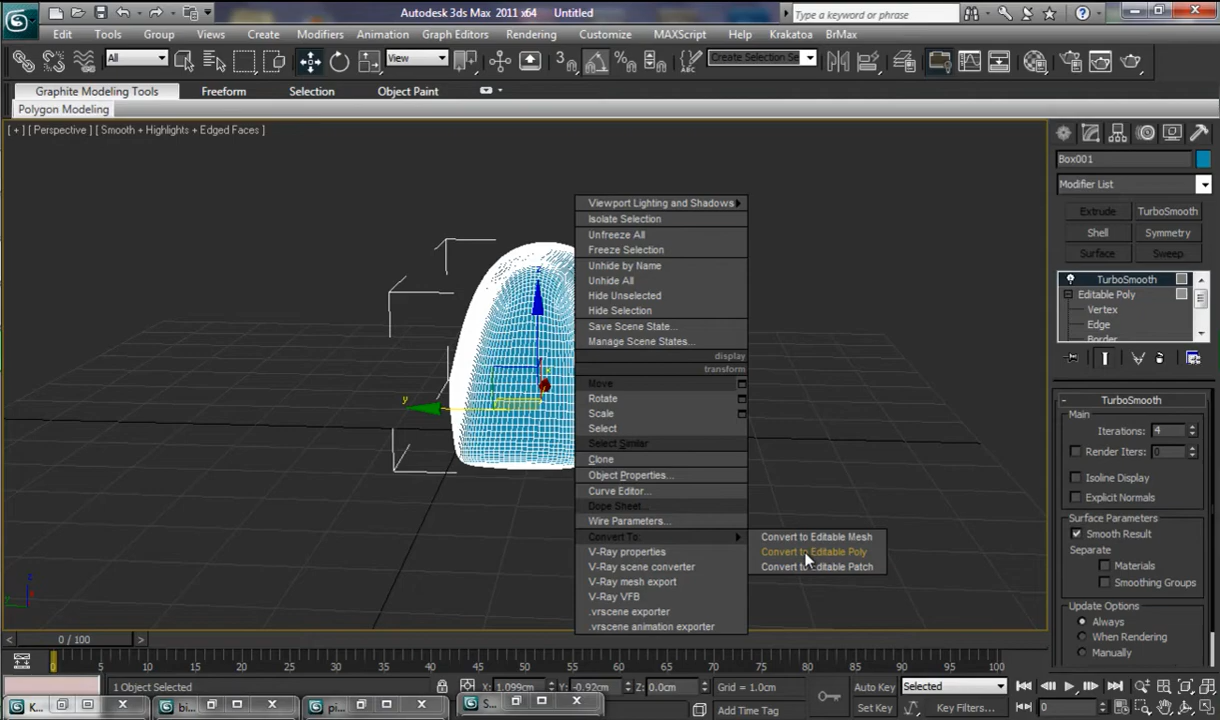 Autodesk 3ds Max 2011 x64    Untitled
Type a keyword or phrase
Edit Tools Group Views Create Modifiers Animation Graph Editors Rendering Customize MAXScript Help Krakatoa BrMax
All View 3 Create Selection Se
Graphite Modeling Tools Freeform Selection Object Paint
Polygon Modeling
[ + ] [ Perspective ] [ Smooth + Highlights + Edged Faces ]
Box001
Modifier List
Extrude TurboSmooth
Shell Symmetry
Surface Sweep
TurboSmooth
Editable Poly
Vertex
Edge
Border
TurboSmooth
Main
Iterations: 4
Render Iters: 0
Isoline Display
Explicit Normals
Surface Parameters
Smooth Result
Separate
Materials
Smoothing Groups
Update Options
Always
When Rendering
Manually
Viewport Lighting and Shadows
Isolate Selection
Unfreeze All
Freeze Selection
Unhide by Name
Unhide All
Hide Unselected
Hide Selection
Save Scene State...
Manage Scene States...
display
transform
Move
Rotate
Scale
Select
Select Similar
Clone
Object Properties...
Curve Editor...
Dope Sheet...
Wire Parameters...
Convert To:
V-Ray properties
V-Ray scene converter
V-Ray mesh export
V-Ray VFB
.vrscene exporter
.vrscene animation exporter
Convert to Editable Mesh
Convert to Editable Poly
Convert to Editable Patch
z
y
0 / 100
0 5 10 15 20 25 30 35 40 45 50 55 60 65 70 75 80 85 90 95 100
1 Object Selected X: 1.099cm Y: -0.92cm Z: 0.0cm Grid = 1.0cm Auto Key Selected
K... bi... pi... S... Add Time Tag Set Key Key Filters... 0